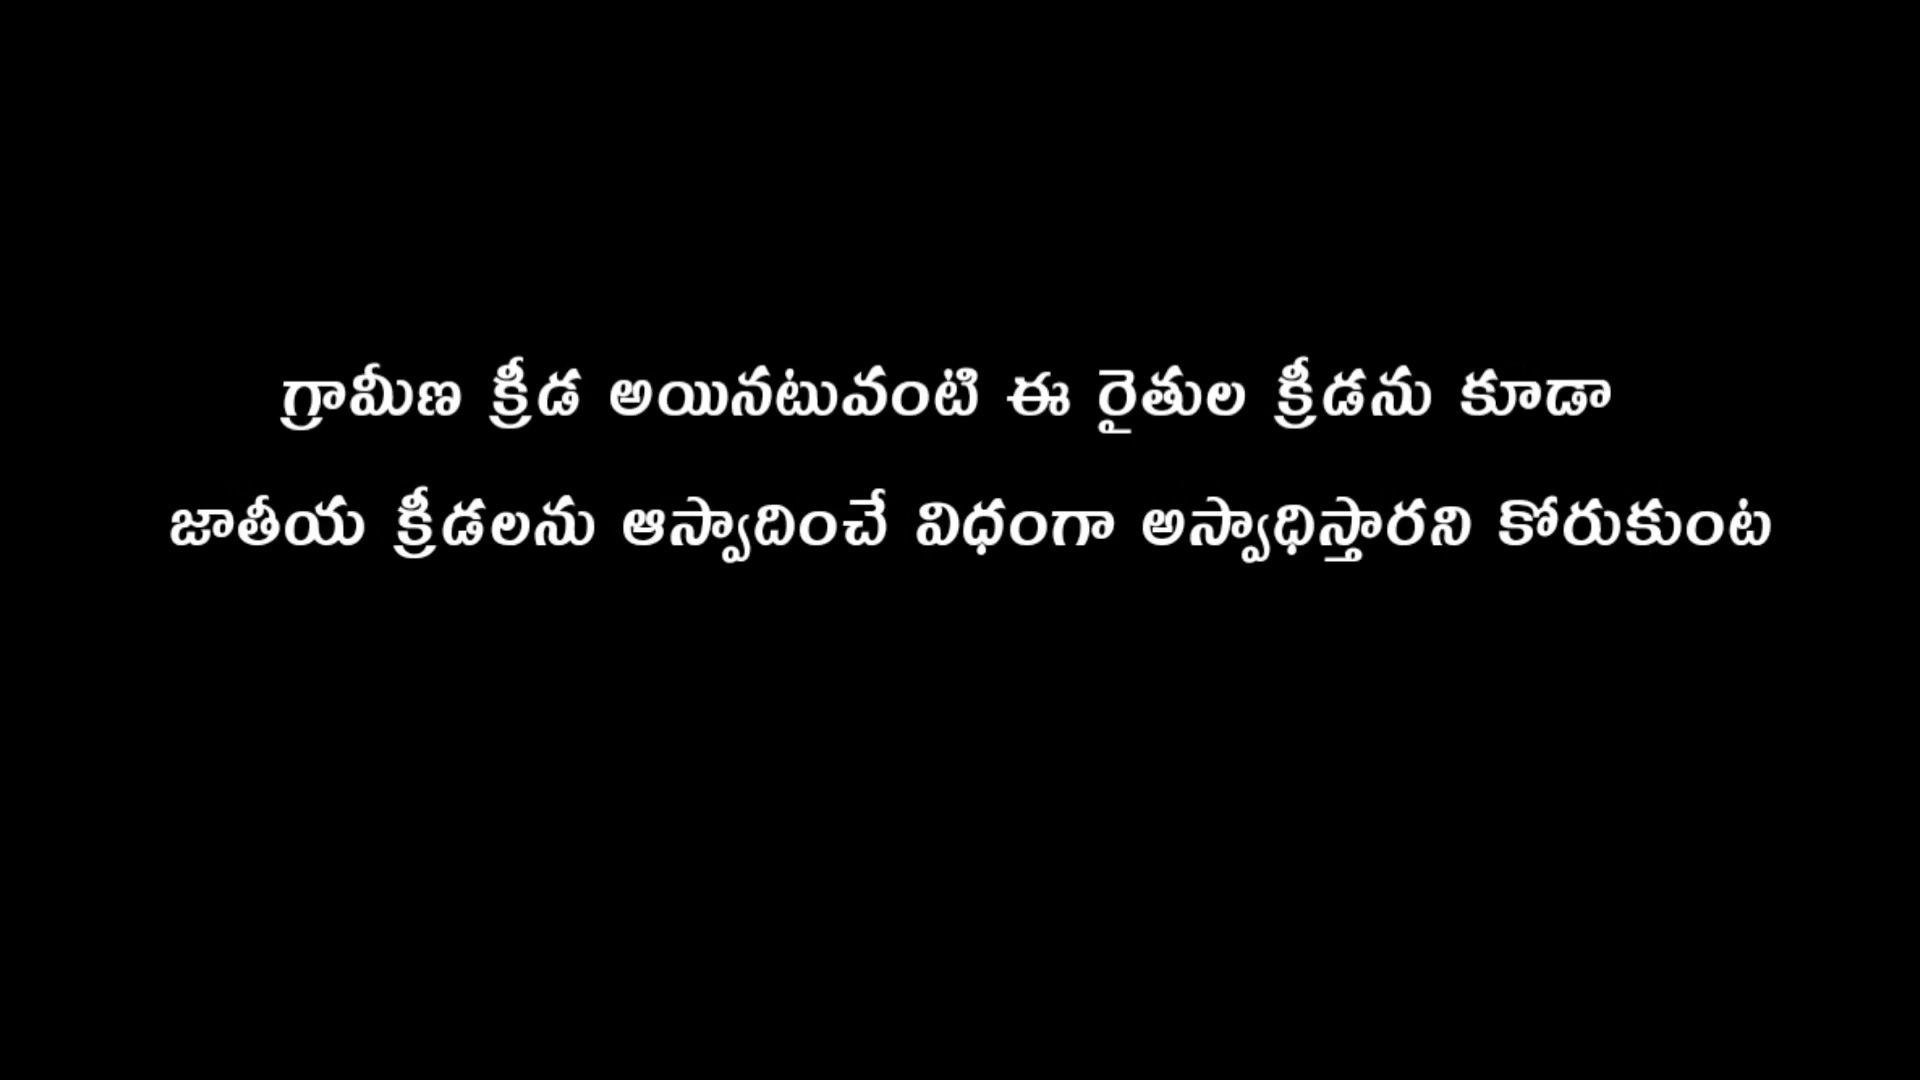 గ్రామీణ క్రీడ అయినటువంటి ఈ రైతుల క్రీడను కూడా
జాతీయ క్రీడలను ఆస్వాదించే విధంగా అస్వాధిస్తారని కోరుకుంట